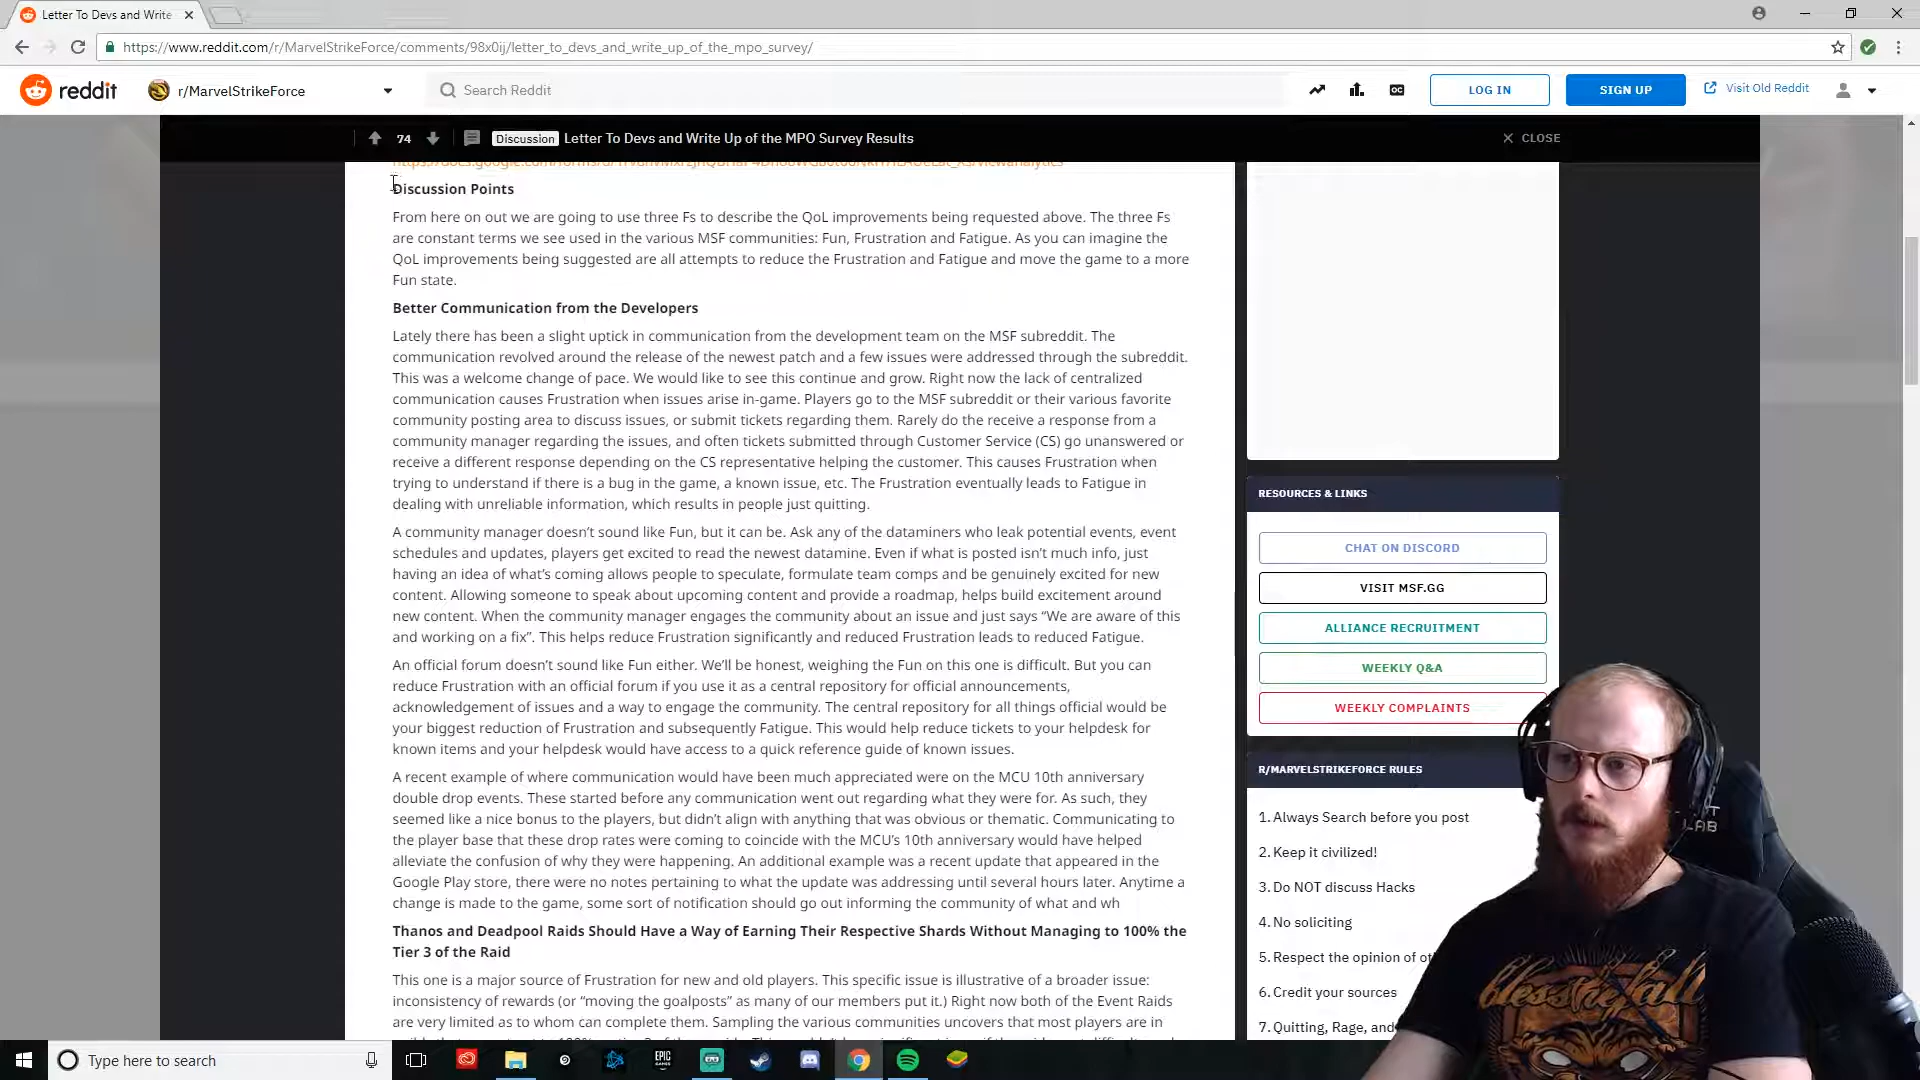 Letter To Devs and Write
https://www.reddit.com/r/MarvelStrikeForce/comments/98x0ij/letter_to_devs_and_write_up_of_the_mpo_survey/
reddit
r/MarvelStrikeForce
Search Reddit
LOG IN
SIGN UP
Visit Old Reddit
74
Discussion
Letter To Devs and Write Up of the MPO Survey Results
CLOSE
Discussion Points
From here on out we are going to use three Fs to describe the QoL improvements being requested above. The three Fs
are constant terms we see used in the various MSF communities: Fun, Frustration and Fatigue. As you can imagine the
QoL improvements being suggested are all attempts to reduce the Frustration and Fatigue and move the game to a more
Fun state.
Better Communication from the Developers
Lately there has been a slight uptick in communication from the development team on the MSF subreddit. The
communication revolved around the release of the newest patch and a few issues were addressed through the subreddit.
This was a welcome change of pace. We would like to see this continue and grow. Right now the lack of centralized
communication causes Frustration when issues arise in-game. Players go to the MSF subreddit or their various favorite
community posting area to discuss issues, or submit tickets regarding them. Rarely do the receive a response from a
community manager regarding the issues, and often tickets submitted through Customer Service (CS) go unanswered or
receive a different response depending on the CS representative helping the customer. This causes Frustration when
trying to understand if there is a bug in the game, a known issue, etc. The Frustration eventually leads to Fatigue in
dealing with unreliable information, which results in people just quitting.
A community manager doesn't sound like Fun, but it can be. Ask any of the dataminers who leak potential events, event
schedules and updates, players get excited to read the newest datamine. Even if what is posted isn't much info, just
having an idea of what's coming allows people to speculate, formulate team comps and be genuinely excited for new
content. Allowing someone to speak about upcoming content and provide a roadmap, helps build excitement around
new content. When the community manager engages the community about an issue and just says “We are aware of this
and working on a fix”. This helps reduce Frustration significantly and reduced Frustration leads to reduced Fatigue.
An official forum doesn't sound like Fun either. We'll be honest, weighing the Fun on this one is difficult. But you can
reduce Frustration with an official forum if you use it as a central repository for official announcements,
acknowledgement of issues and a way to engage the community. The central repository for all things official would be
your biggest reduction of Frustration and subsequently Fatigue. This would help reduce tickets to your helpdesk for
known items and your helpdesk would have access to a quick reference guide of known issues.
A recent example of where communication would have been much appreciated were on the MCU 10th anniversary
double drop events. These started before any communication went out regarding what they were for. As such, they
seemed like a nice bonus to the players, but didn't align with anything that was obvious or thematic. Communicating to
the player base that these drop rates were coming to coincide with the MCU's 10th anniversary would have helped
alleviate the confusion of why they were happening. An additional example was a recent update that appeared in the
Google Play store, there were no notes pertaining to what the update was addressing until several hours later. Anytime a
change is made to the game, some sort of notification should go out informing the community of what and wh
Thanos and Deadpool Raids Should Have a Way of Earning Their Respective Shards Without Managing to 100% the
Tier 3 of the Raid
This one is a major source of Frustration for new and old players. This specific issue is illustrative of a broader issue:
inconsistency of rewards (or “moving the goalposts” as many of our members put it.) Right now both of the Event Raids
are very limited as to whom can complete them. Sampling the various communities uncovers that most players are in
RESOURCES & LINKS
CHAT ON DISCORD
VISIT MSF.GG
ALLIANCE RECRUITMENT
WEEKLY Q&A
WEEKLY COMPLAINTS
R/MARVELSTRIKEFORCE RULES
1. Always Search before you post
2. Keep it civilized!
3. Do NOT discuss Hacks
4. No soliciting
5. Respect the opinion of
6. Credit your sources
7. Quitting, Rage, and
blessthefall
LAB
Type here to search
EPIC
GAMES